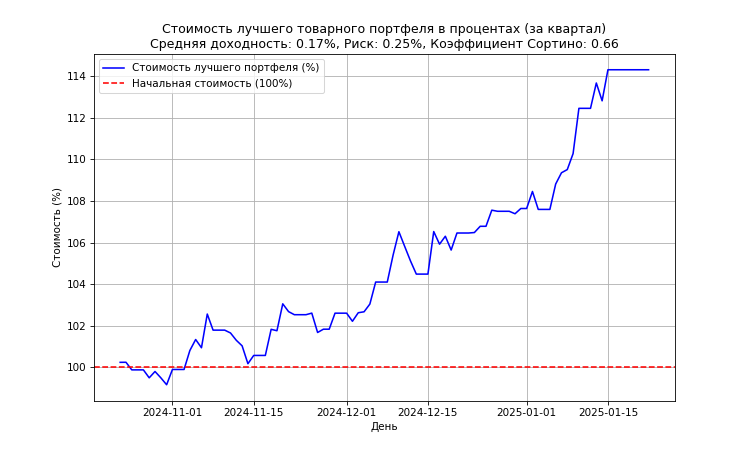 Стоимость лучшего товарного портфеля в процентах (за квартал)
Средняя доходность: 0.17%, Риск: 0.25%, Коэффициент Сортино: 0.66
Стоимость лучшего портфеля (%)
Начальная стоимость (100%)
Стоимость (%)
114
112
110
108
106
104
102
100
2024-11-01
2024-11-15
2024-12-01
2024-12-15
2025-01-01
2025-01-15
День